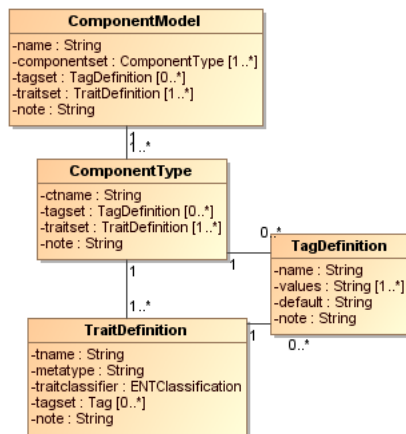 ComponentModel
-name : String
-componentset : ComponentType [1..*]
-tagset : TagDefinition [0..*]
-traitset : TraitDefinition [1..*]
-note : String
1
1..*
ComponentType
-ctname : String
-tagset : TagDefinition [0..*]
-traitset : TraitDefinition [1..*]
-note : String
0..*
1
1
TagDefinition
-name : String
-values : String [1..*]
-default : String
-note : String
1..*
TraitDefinition
1
0..*
-tname : String
-metatype : String
-traitclassifier : ENTClassification
-tagset : Tag [0..*]
-note : String